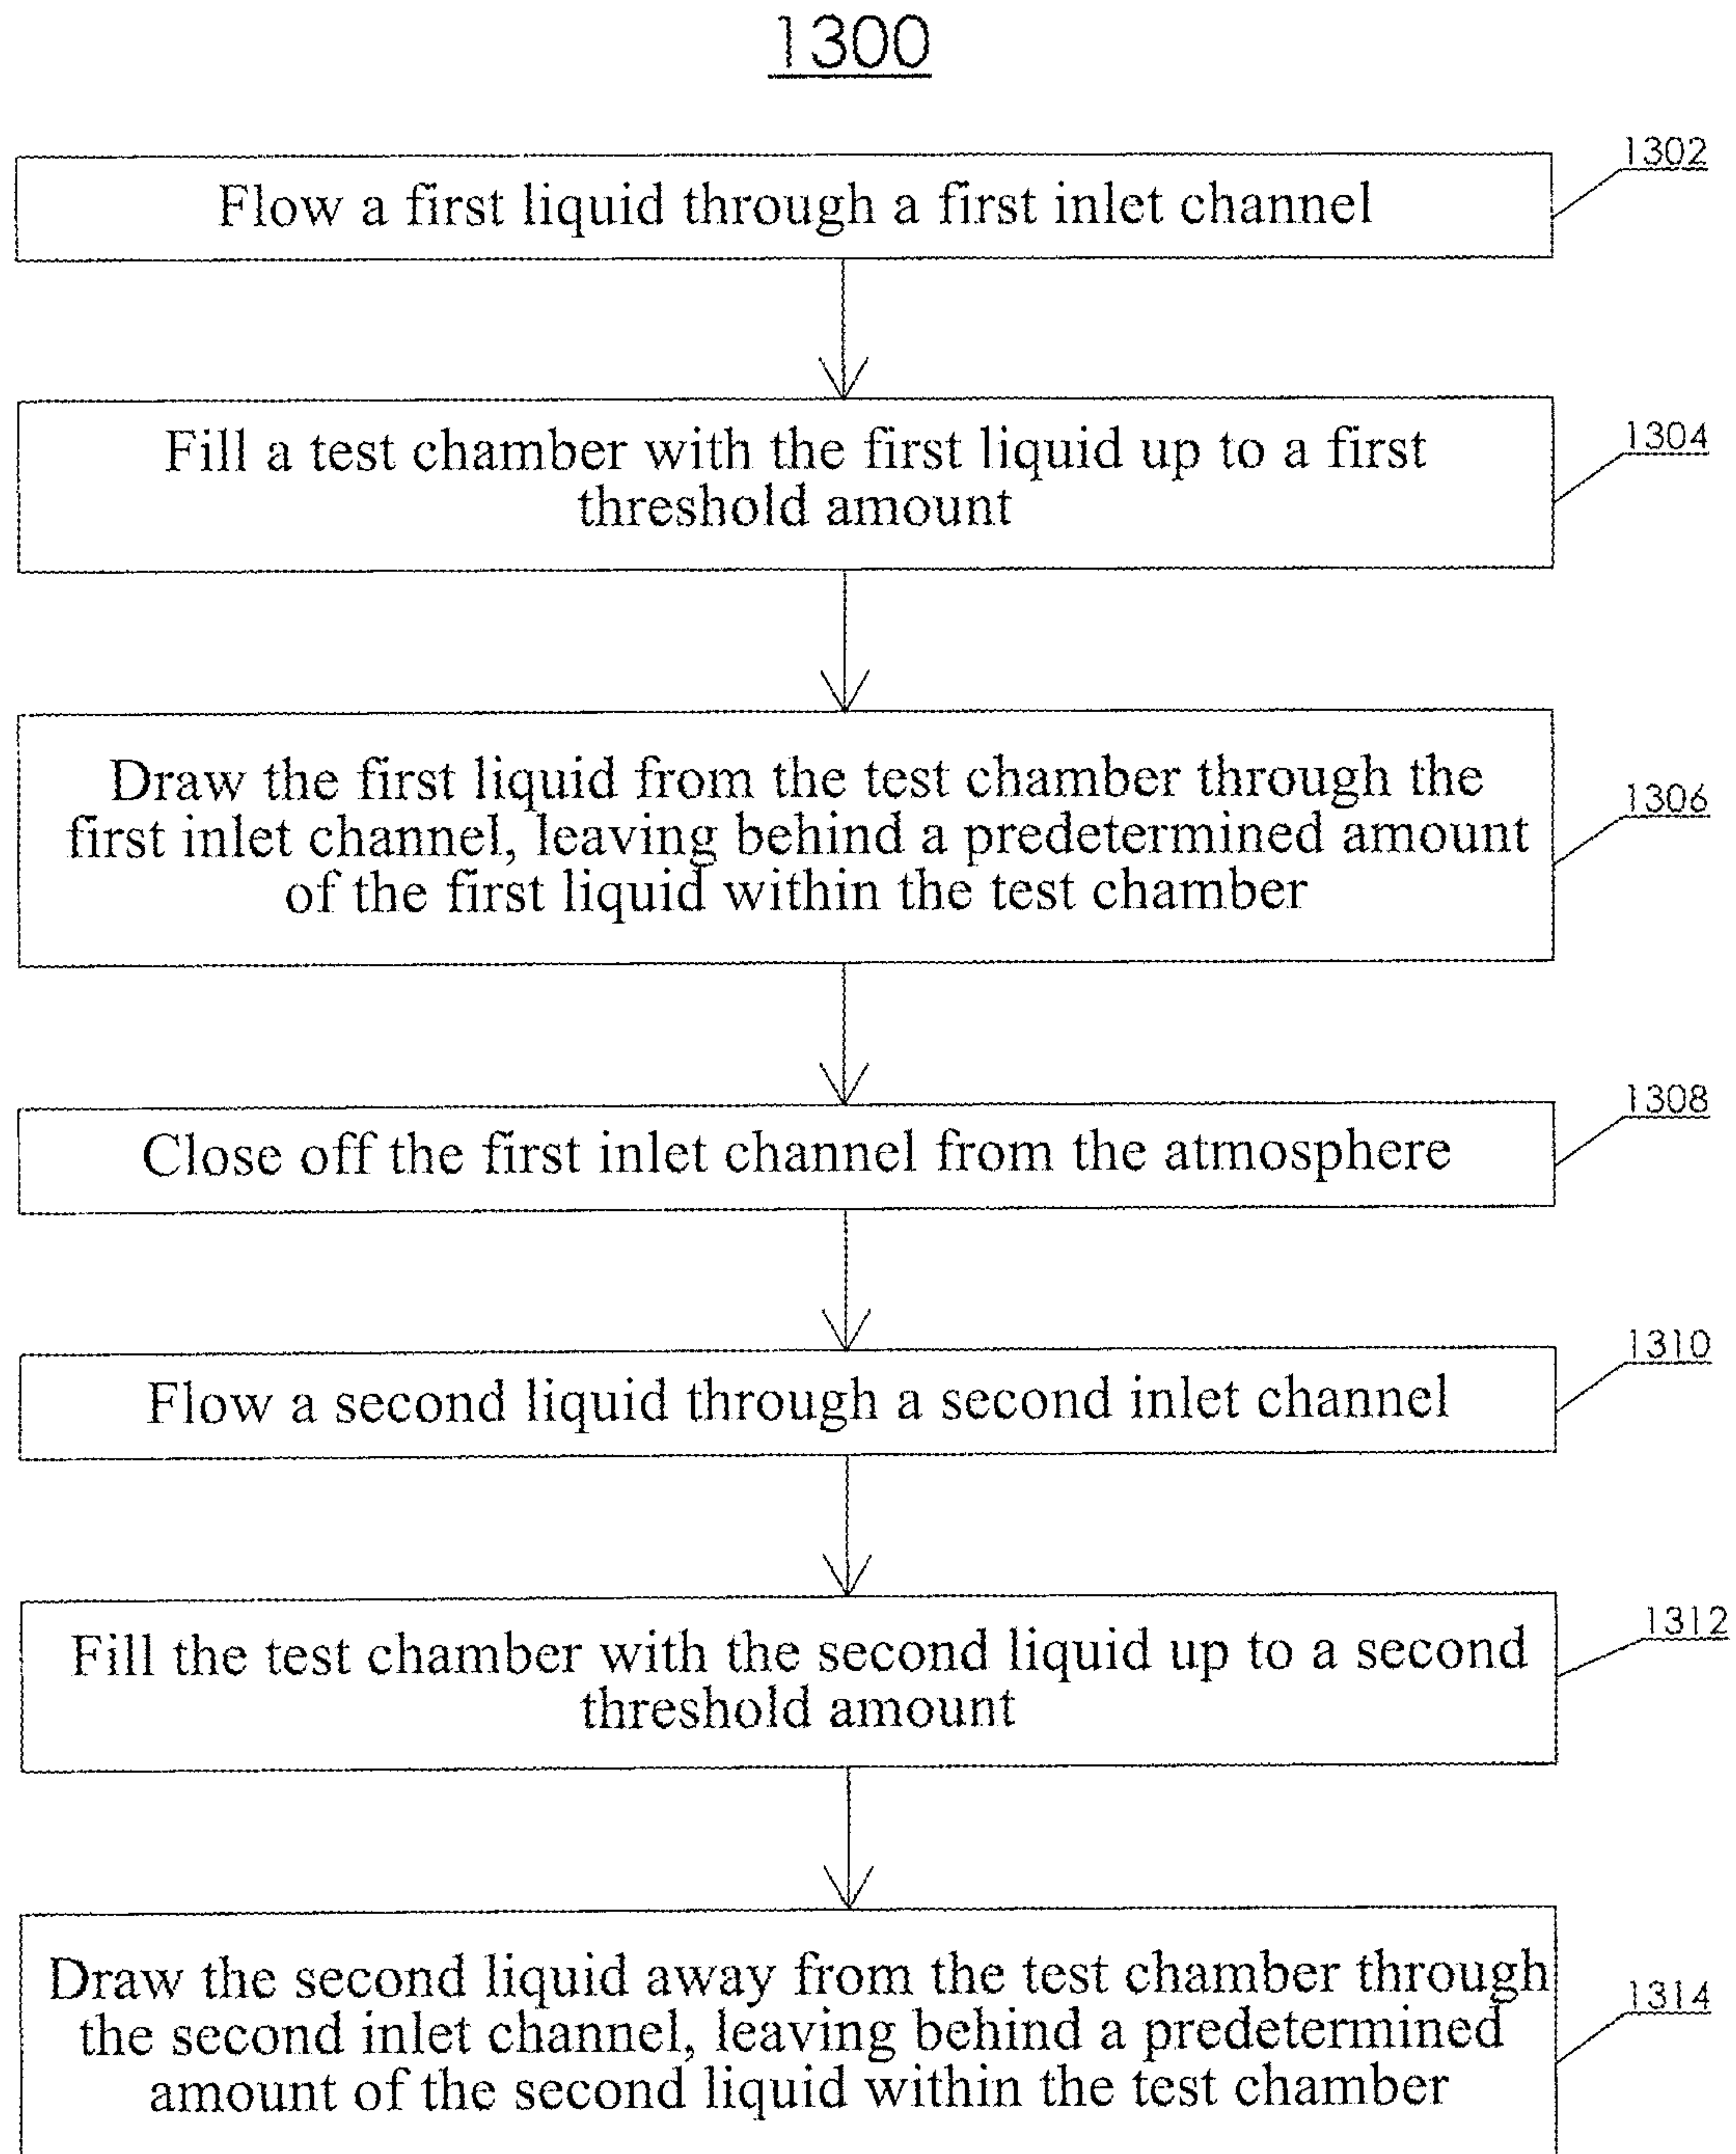 1300
1302
Flow a first liquid through a first inlet channel
1304
Fill a test chamber with the first liquid up to a first
threshold amount
1306
Draw the first liquid from the test chamber through the
first inlet channel, leaving behind a predetermined amount
of the first liquid within the test chamber
1308
Close off the first inlet channel from the atmosphere
1310
Flow a second liquid through a second inlet channel
1312
Fill the test chamber with the second liquid up to a second
threshold amount
1314
Draw the second liquid away from the test chamber through
the second inlet channel, leaving behind a predetermined
amount of the second liquid within the test chamber